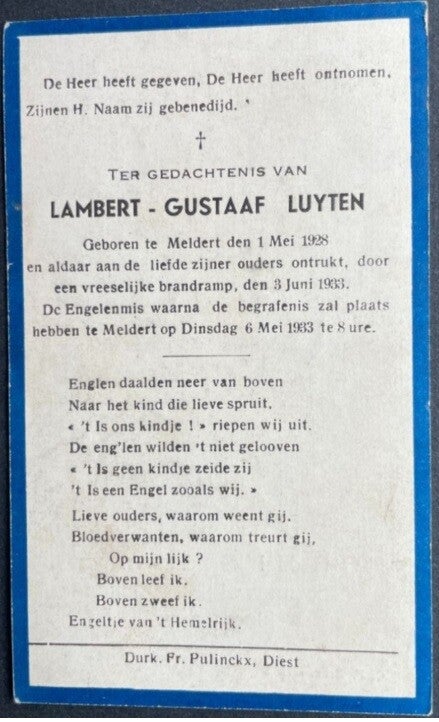 De Heer heeft gegeven, De Heer heeft ontnomen,
Zijnen H. Naam zij gebenedijd.
TER GEDACHTENIS VAN
LAMBERT - GUSTAAF LUYTEN
Geboren te Meldert den 1 Mei 1928
en aldaar aan de liefde zijner ouders ontrukt, door
een vreeselijke brandramp, den 3 Juni 1933.
De Engelenmis waarna de begrafenis zal plaats
hebben te Meldert op Dinsdag 6 Mei 1933 te 8 ure.
Englen daalden neer van boven
Naar het kind die lieve spruit.
« 't Is ons kindje ! » riepen wij uit.
De eng'len wilden 't niet gelooven
« 't Is geen kindje zeide zij
't Is een Engel zooals wij. »
Lieve ouders, waarom weent gij.
Bloedverwanten, waarom treurt gij,
Op mijn lijk ?
Boven leef ik.
Boven zweef ik.
Engeltje van 't Hemelrijk.
Durk. Fr. Pulinckx, Diest